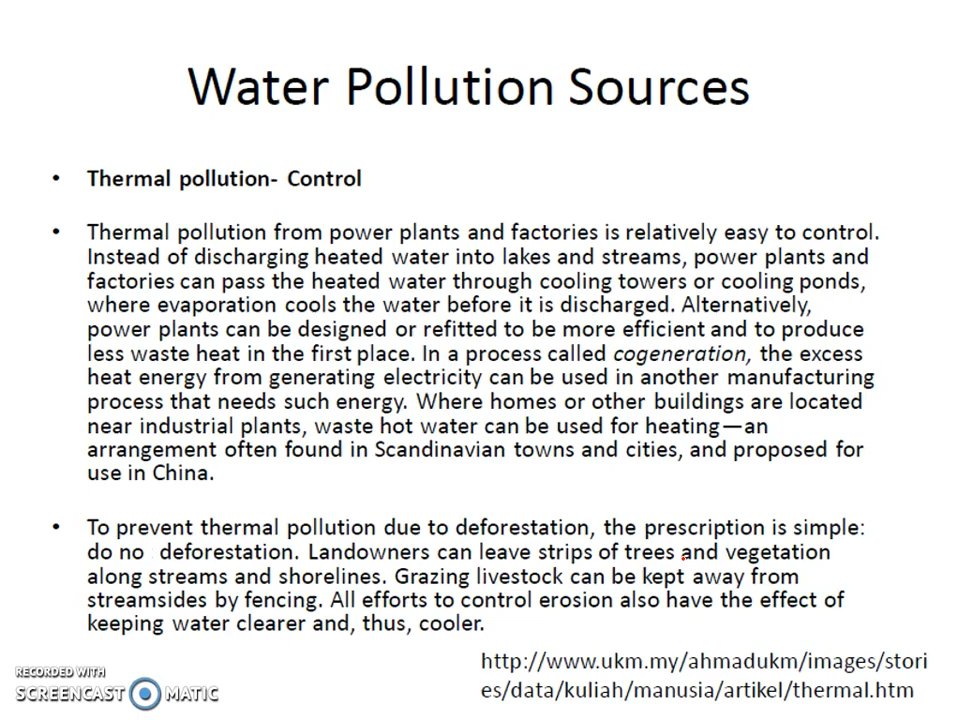 Water Pollution Sources
• Thermal pollution- Control
• Thermal pollution from power plants and factories is relatively easy to control.
Instead of discharging heated water into lakes and streams, power plants and
factories can pass the heated water through cooling towers or cooling ponds,
where evaporation cools the water before it is discharged. Alternatively,
power plants can be designed or refitted to be more efficient and to produce
less waste heat in the first place. In a process called cogeneration, the excess
heat energy from generating electricity can be used in another manufacturing
process that needs such energy. Where homes or other buildings are located
near industrial plants, waste hot water can be used for heating—an
arrangement often found in Scandinavian towns and cities, and proposed for
use in China.
• To prevent thermal pollution due to deforestation, the prescription is simple:
do no deforestation. Landowners can leave strips of trees and vegetation
along streams and shorelines. Grazing livestock can be kept away from
streamsides by fencing. All efforts to control erosion also have the effect of
keeping water clearer and, thus, cooler.
http://www.ukm.my/ahmadukm/images/stori
es/data/kuliah/manusia/artikel/thermal.htm
RECORDED WITH
SCREENCAST MATIC